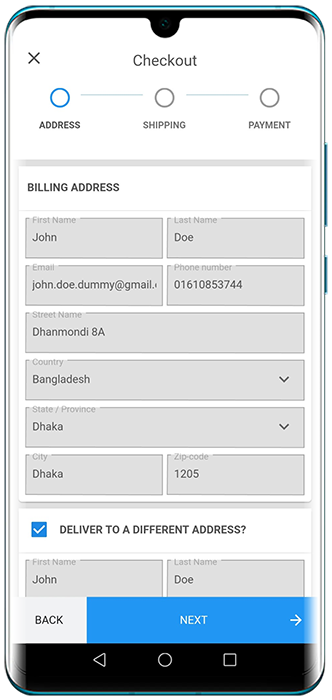 Checkout
ADDRESS SHIPPING PAYMENT
BILLING ADDRESS
First Name Last Name
John Doe
Email Phone number
john.doe.dummy@gmail. 01610853744
Street Name
Dhanmondi 8A
Country
Bangladesh
State / Province
Dhaka
City Zip-code
Dhaka 1205
DELIVER TO A DIFFERENT ADDRESS?
First Name Last Name
John Doe
BACK NEXT